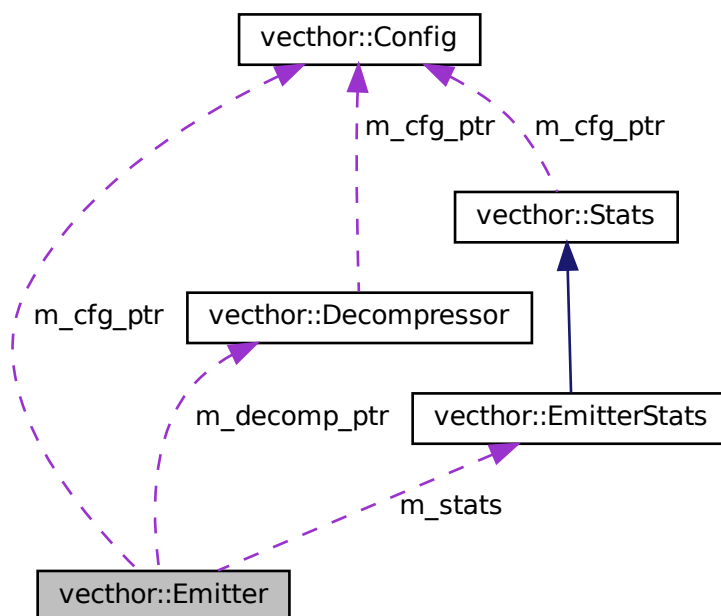 vecthor::Config
m_cfg_ptr
m_cfg_ptr
vecthor::Stats
m_cfg_ptr
vecthor::Decompressor
m_decomp_ptr
vecthor::EmitterStats
m_stats
vecthor::Emitter